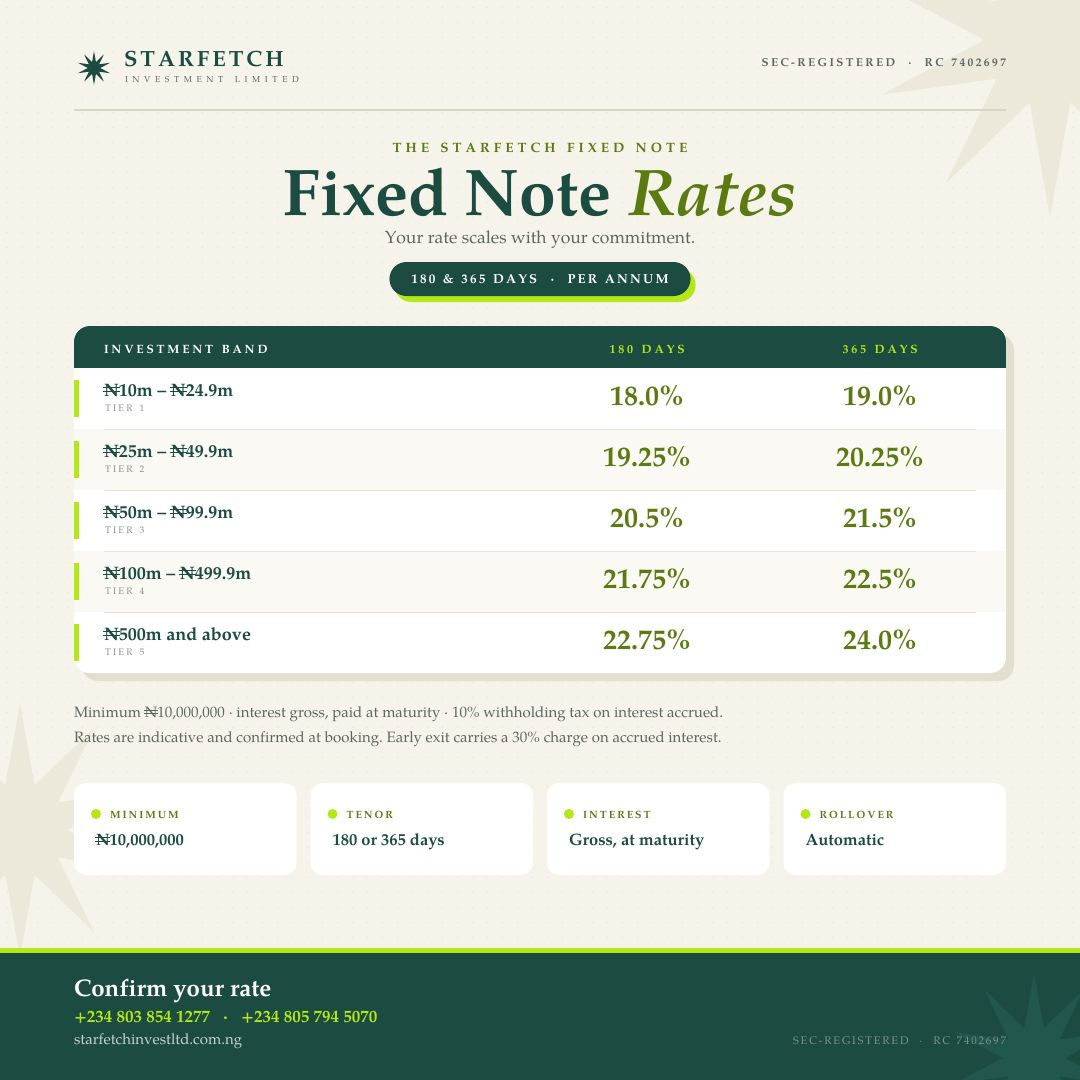 STARFETCH
INVESTMENT LIMITED
SEC-REGISTERED · RC 7402697
THE STARFETCH FIXED NOTE
Fixed Note Rates
Your rate scales with your commitment.
180 & 365 DAYS · PER ANNUM
INVESTMENT BAND 180 DAYS 365 DAYS
₦10m – ₦24.9m 18.0% 19.0%
TIER 1
₦25m – ₦49.9m 19.25% 20.25%
TIER 2
₦50m – ₦99.9m 20.5% 21.5%
TIER 3
₦100m – ₦499.9m 21.75% 22.5%
TIER 4
₦500m and above 22.75% 24.0%
TIER 5
Minimum ₦10,000,000 · interest gross, paid at maturity · 10% withholding tax on interest accrued.
Rates are indicative and confirmed at booking. Early exit carries a 30% charge on accrued interest.
MINIMUM TENOR INTEREST ROLLOVER
₦10,000,000 180 or 365 days Gross, at maturity Automatic
Confirm your rate
+234 803 854 1277 · +234 805 794 5070
starfetchinvestltd.com.ng
SEC-REGISTERED · RC 7402697